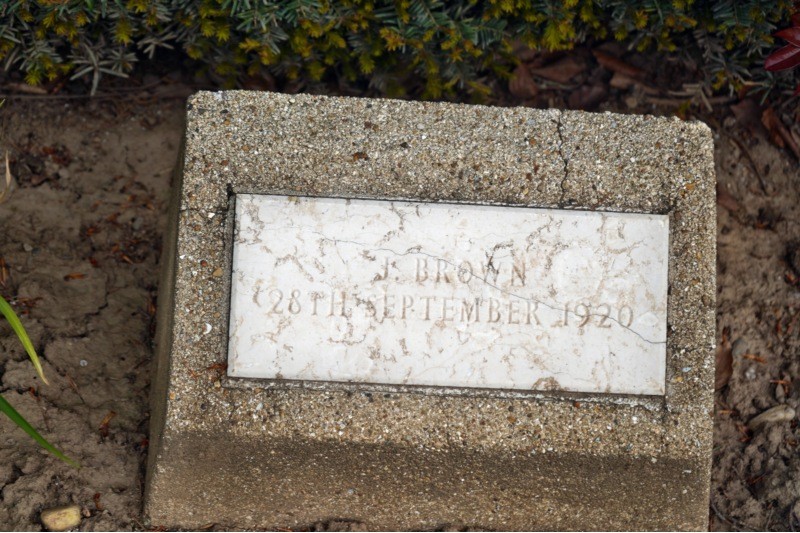 J. BROWN
28TH SEPTEMBER 1920